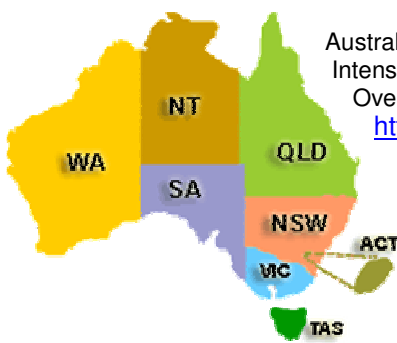 Austral
Intens
Ove
ht
NT
QLD
WA
SA
NSW
ACT
VIC
TAS